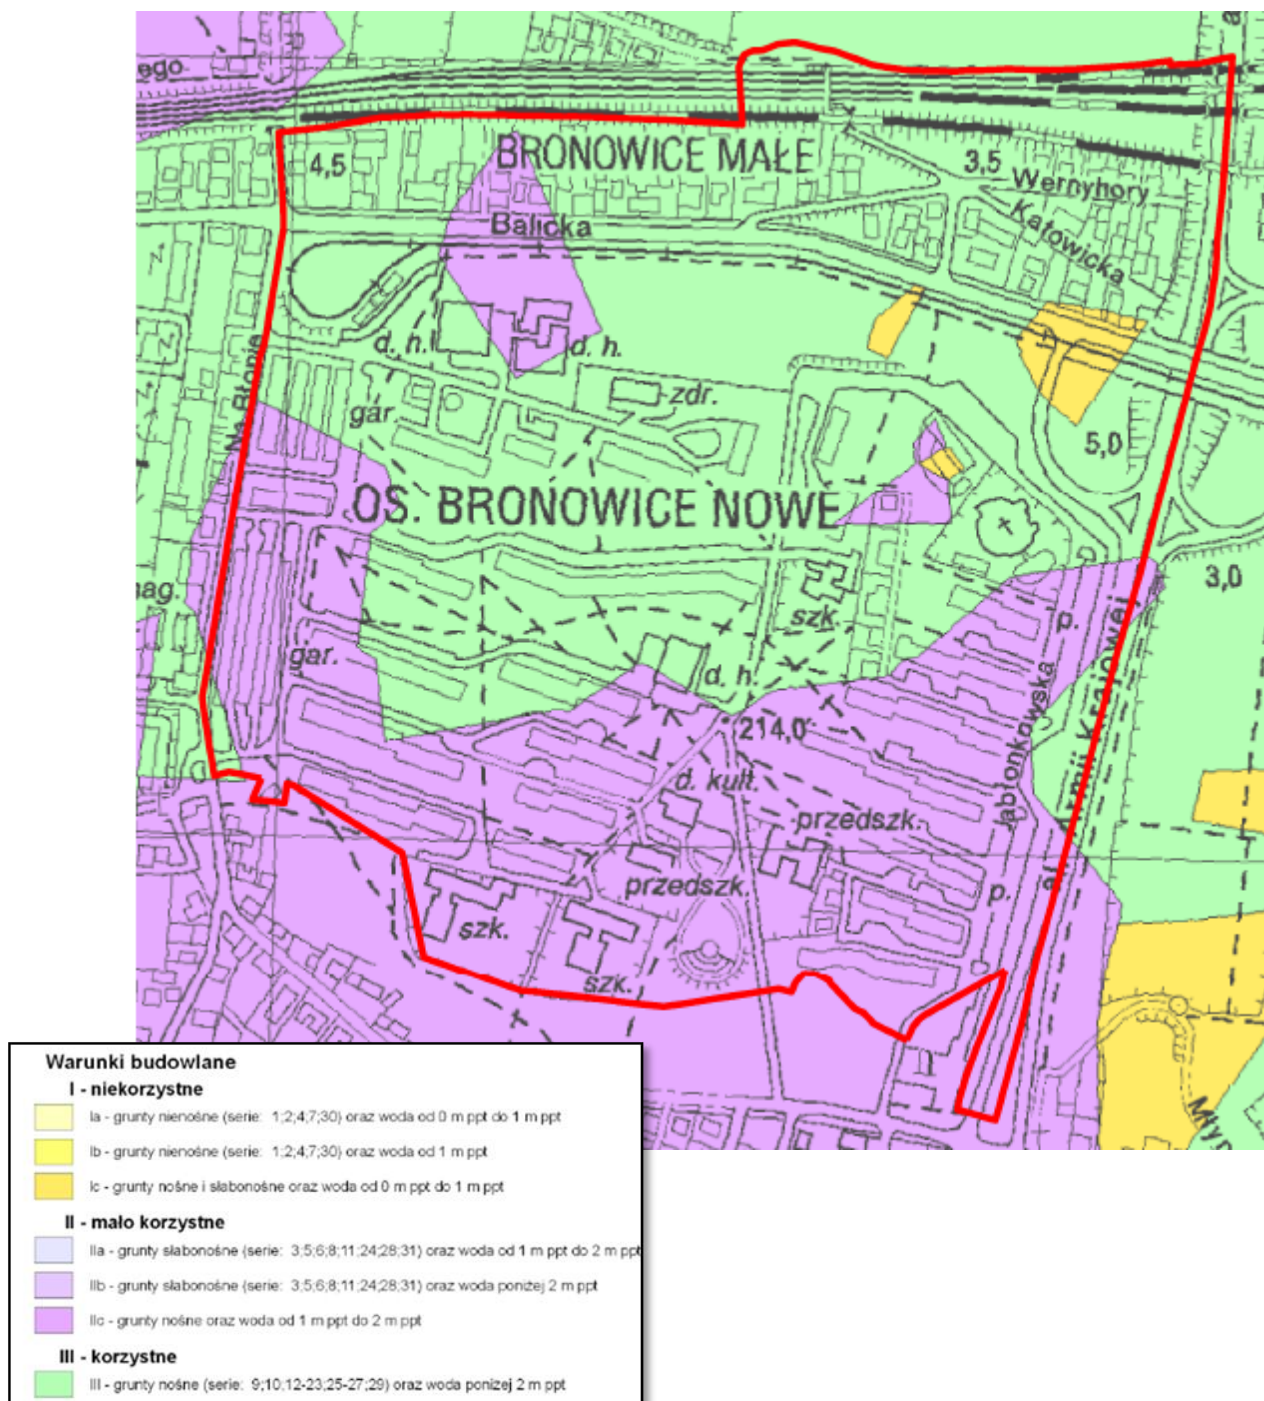 ego
BRONOWICE MAŁE
4,5
3,5
Wernyhory
Katowicka
Balicka
d. h.
d. h.
zdr.
gar.
Na Błonie
5,0
OS. BRONOWICE NOWE
3,0
szk.
p.
gar.
d. h.
214,0
Jabłonkowska
al. Armii Krajowej
d. kult.
przedszk.
przedszk.
p.
szk.
szk.
Młyn
Warunki budowlane
I - niekorzystne
Ia - grunty nienośne (serie: 1;2;4;7;30) oraz woda od 0 m ppt do 1 m ppt
Ib - grunty nienośne (serie: 1;2;4;7;30) oraz woda od 1 m ppt
Ic - grunty nośne i słabonośne oraz woda od 0 m ppt do 1 m ppt
II - mało korzystne
IIa - grunty słabonośne (serie: 3;5;6;8;11;24;28;31) oraz woda od 1 m ppt do 2 m ppt
IIb - grunty słabonośne (serie: 3;5;6;8;11;24;28;31) oraz woda poniżej 2 m ppt
IIc - grunty nośne oraz woda od 1 m ppt do 2 m ppt
III - korzystne
III - grunty nośne (serie: 9;10;12-23;25-27;29) oraz woda poniżej 2 m ppt